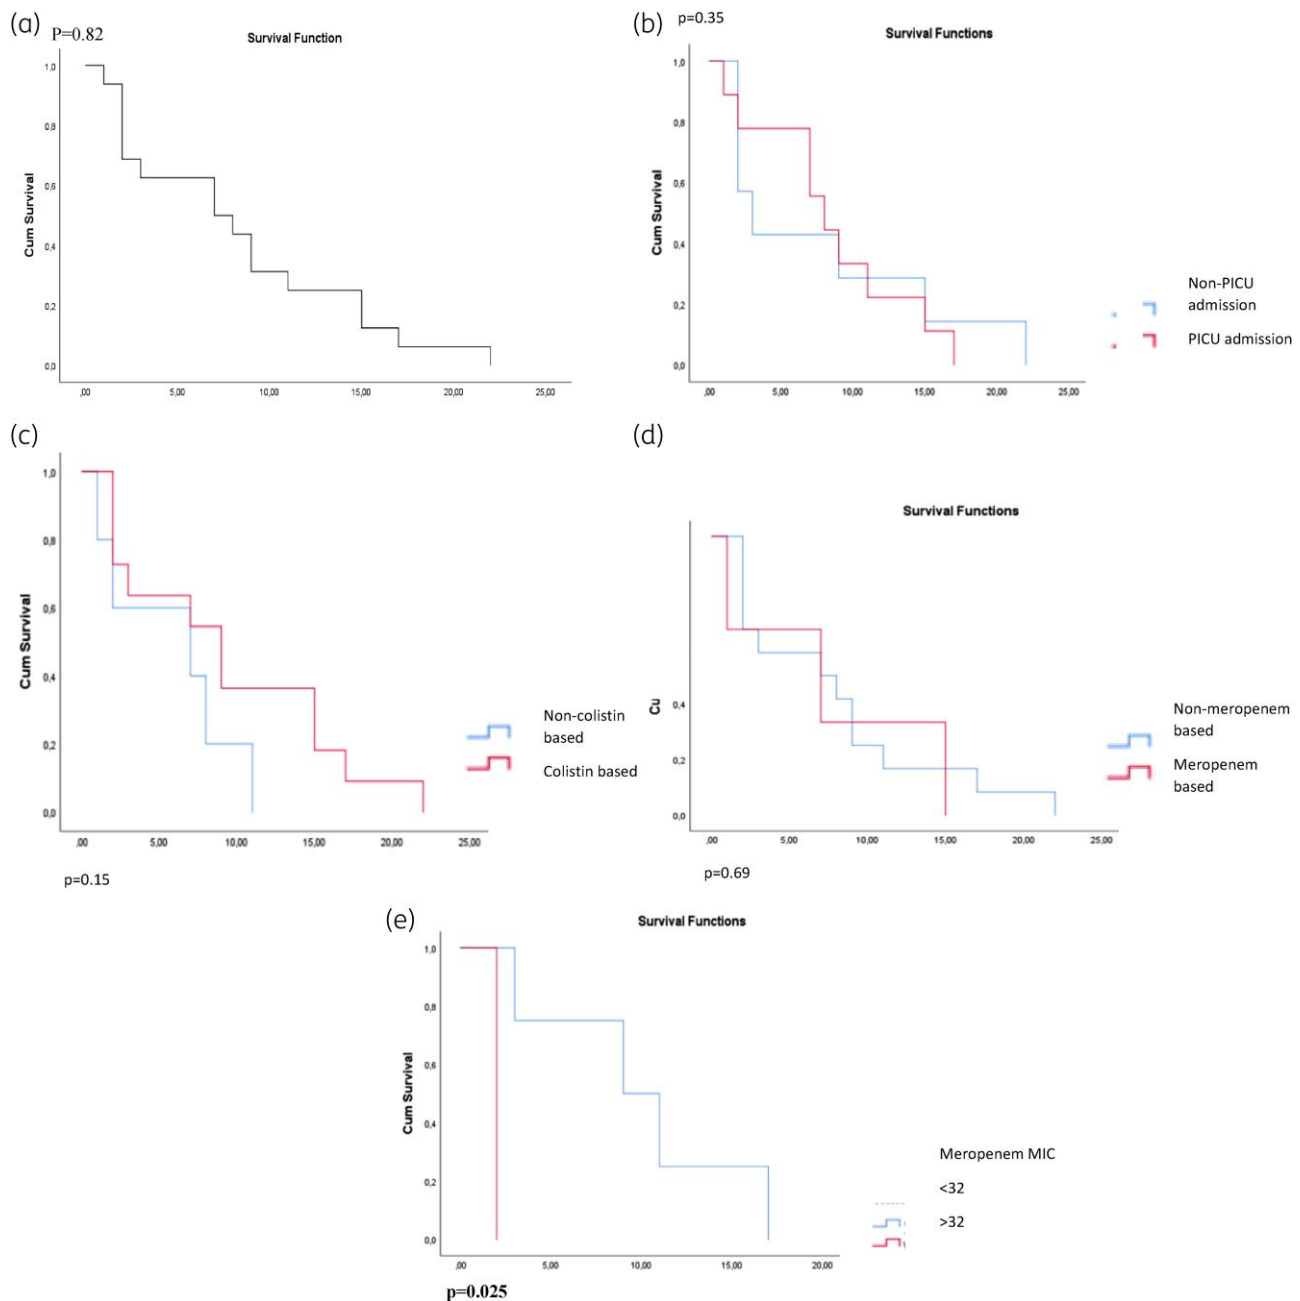 (a)
P=0.82
Survival Function
Cum Survival
1,0
0,8
0,6
0,4
0,2
0,0
,00
5,00
10,00
15,00
20,00
25,00
(b)
p=0.35
Survival Functions
Cum Survival
1,0
0,8
0,6
0,4
0,2
0,0
,00
5,00
10,00
15,00
20,00
25,00
Non-PICU
admission
PICU admission
(c)
Cum Survival
1,0
0,8
0,6
0,4
0,2
0,0
,00
5,00
10,00
15,00
20,00
25,00
Non-colistin
based
Colistin based
p=0.15
(d)
Survival Functions
Cu
0,4
0,2
0,0
,00
5,00
10,00
15,00
20,00
25,00
Non-meropenem
based
Meropenem
based
p=0.69
(e)
Survival Functions
Cum Survival
1,0
0,8
0,6
0,4
0,2
0,0
,00
5,00
10,00
15,00
20,00
Meropenem MIC
<32
>32
p=0.025